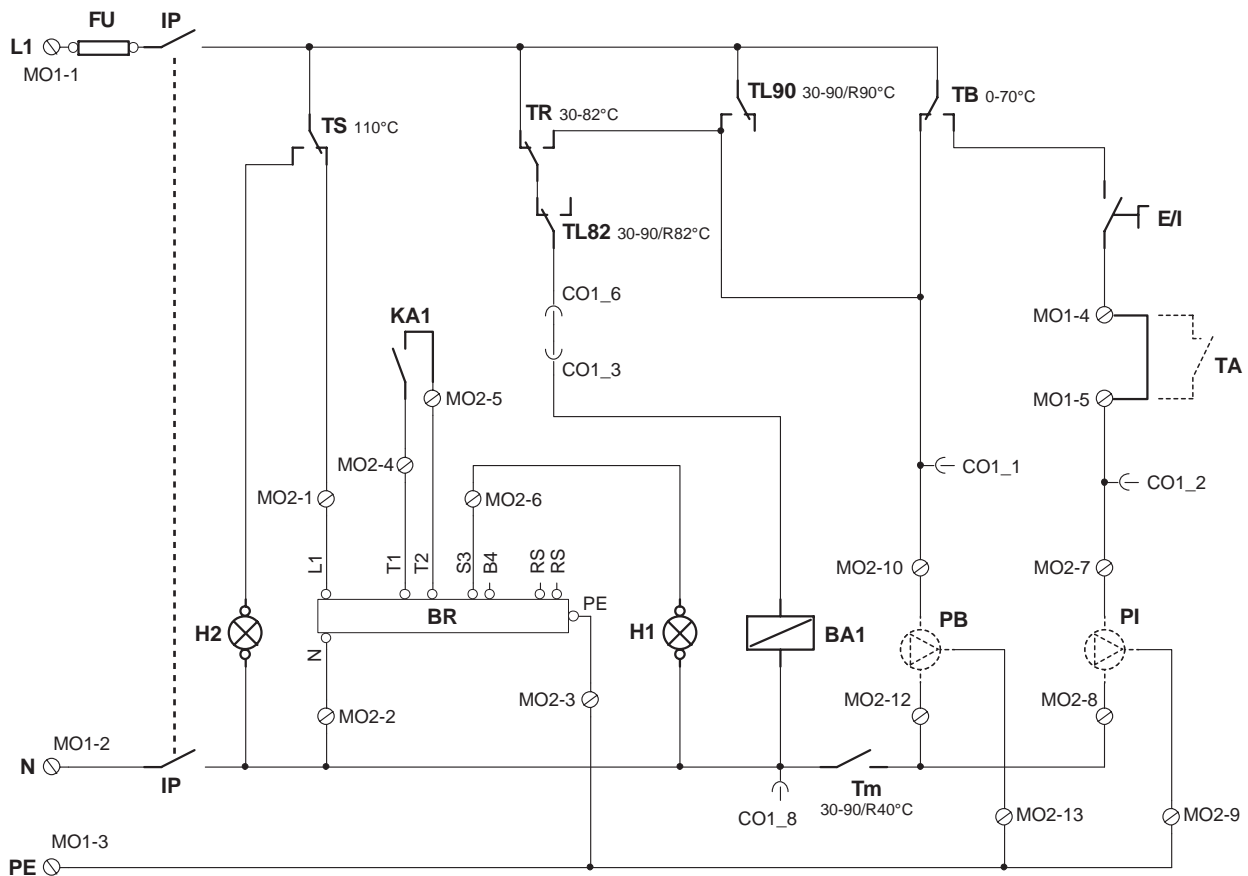 FU IP
L1
MO1-1
TL90 30-90/R90°C
TB 0-70°C
TR 30-82°C
TS 110°C
E/I
TL82 30-90/R82°C
CO1_6
KA1
MO1-4
CO1_3
TA
MO2-5
MO1-5
MO2-4
CO1_1
MO2-1
MO2-6
CO1_2
L1
T1
T2
S3
B4
RS
RS
MO2-10
MO2-7
PE
BR
H2
H1
BA1
PB
PI
N
MO2-3
MO2-12
MO2-8
MO2-2
MO1-2
N
IP
Tm
30-90/R40°C
CO1_8
MO2-13
MO2-9
MO1-3
PE